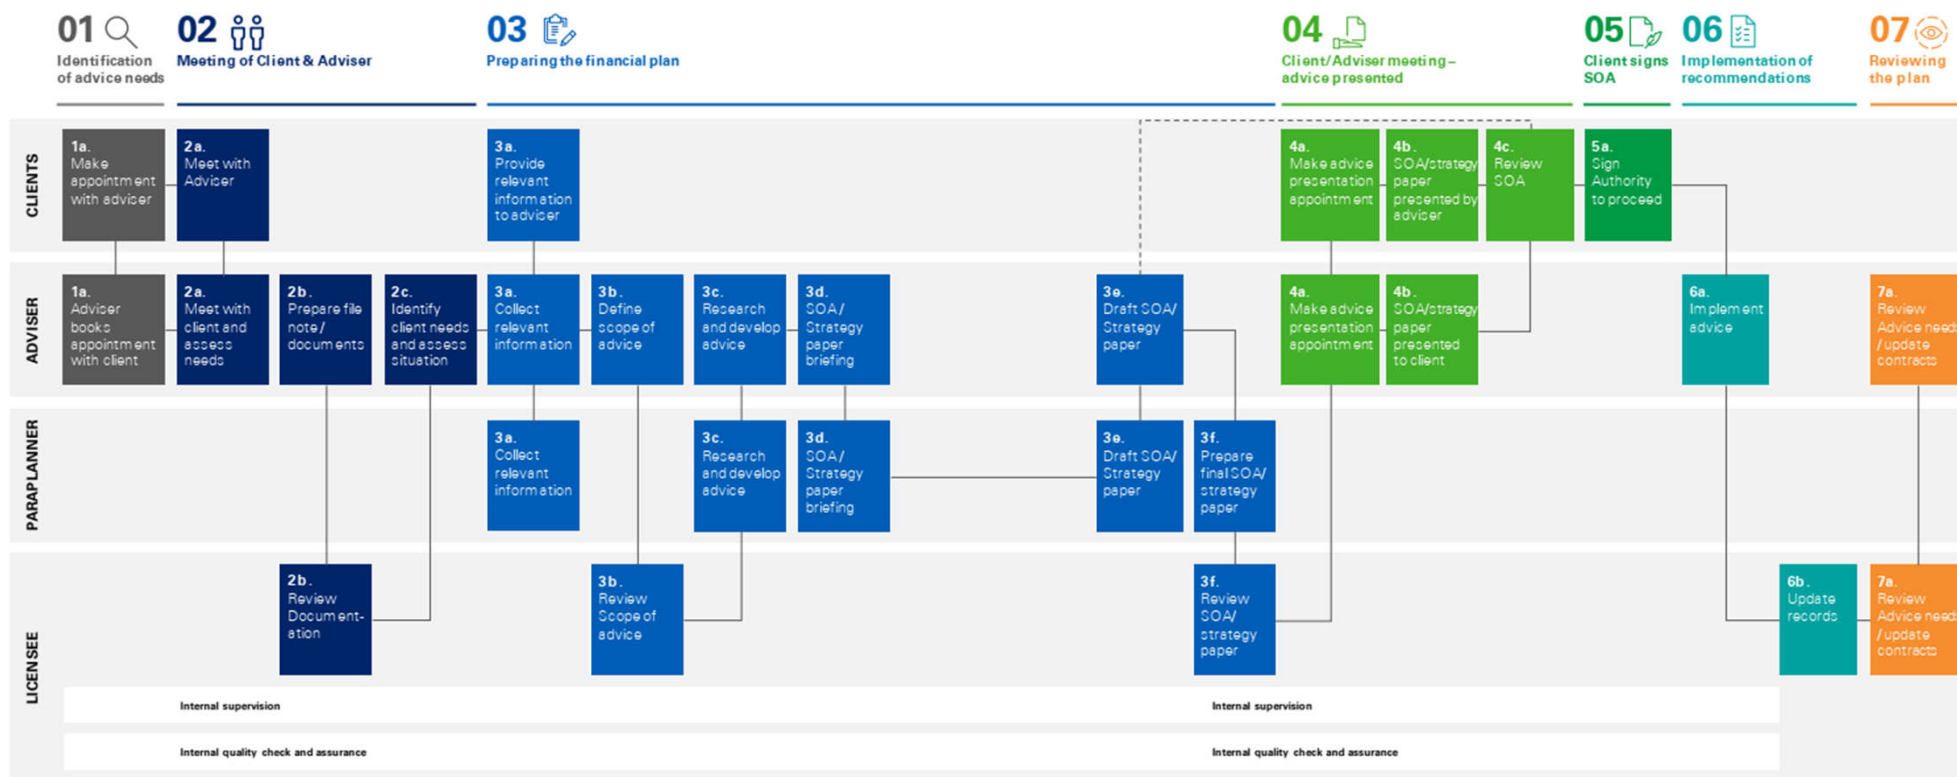 01
Identification
of advice needs
02
Meeting of Client & Adviser
03
Preparing the financial plan
04
Client/Adviser meeting –
advice presented
05
Client signs
SOA
06
Implementation of
recommendations
07
Reviewing
the plan
CLIENTS
1a.
Make
appointment
with adviser
2a.
Meet with
Adviser
3a.
Provide
relevant
information
to adviser
4a.
Make advice
presentation
appointment
4b.
SOA/strategy
paper
presented by
adviser
4c.
Review
SOA
5a.
Sign
Authority
to proceed
ADVISER
1a.
Adviser
books
appointment
with client
2a.
Meet with
client and
assess
needs
2b.
Prepare file
note/
documents
2c.
Identify
client needs
and assess
situation
3a.
Collect
relevant
information
3b.
Define
scope of
advice
3c.
Research
and develop
advice
3d.
SOA/
Strategy
paper
briefing
3e.
Draft SOA/
Strategy
paper
4a.
Make advice
presentation
appointment
4b.
SOA/strategy
paper
presented
to client
6a.
Implement
advice
7a.
Review
Advice needs
/update
contracts
PARAPLANNER
3a.
Collect
relevant
information
3c.
Research
and develop
advice
3d.
SOA/
Strategy
paper
briefing
3e.
Draft SOA/
Strategy
paper
3f.
Prepare
final SOA/
strategy
paper
LICENSEE
2b.
Review
Document-
ation
3b.
Review
Scope of
advice
3f.
Review
SOA/
strategy
paper
6b.
Update
records
7a.
Review
Advice needs
/update
contracts
Internal supervision
Internal supervision
Internal quality check and assurance
Internal quality check and assurance